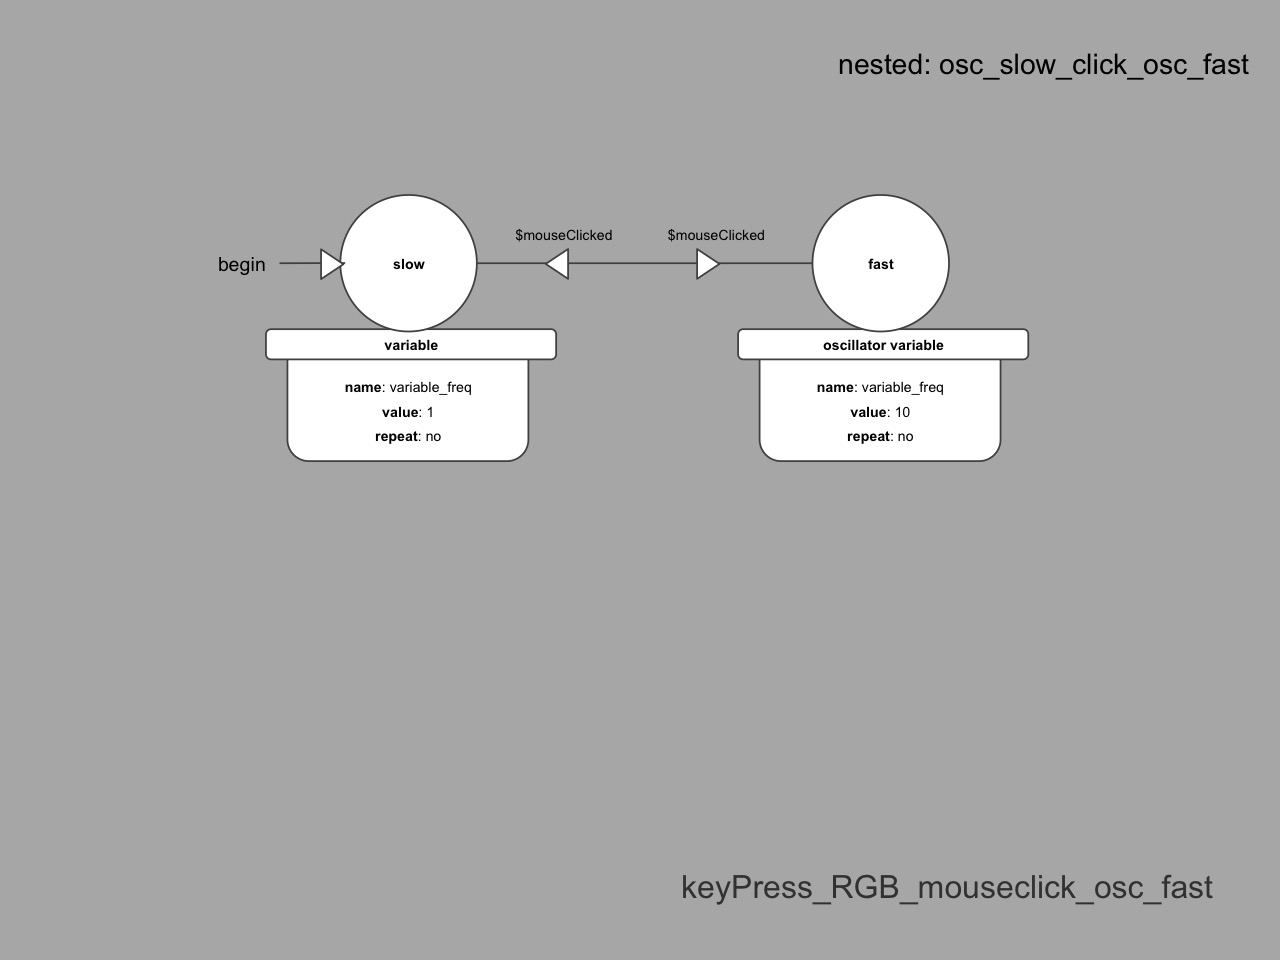 nested: osc_slow_click_osc_fast
$mouseClicked
$mouseClicked
begin
slow
fast
variable
oscillator variable
name: variable_freq
value: 1
repeat: no
name: variable_freq
value: 10
repeat: no
keyPress_RGB_mouseclick_osc_fast